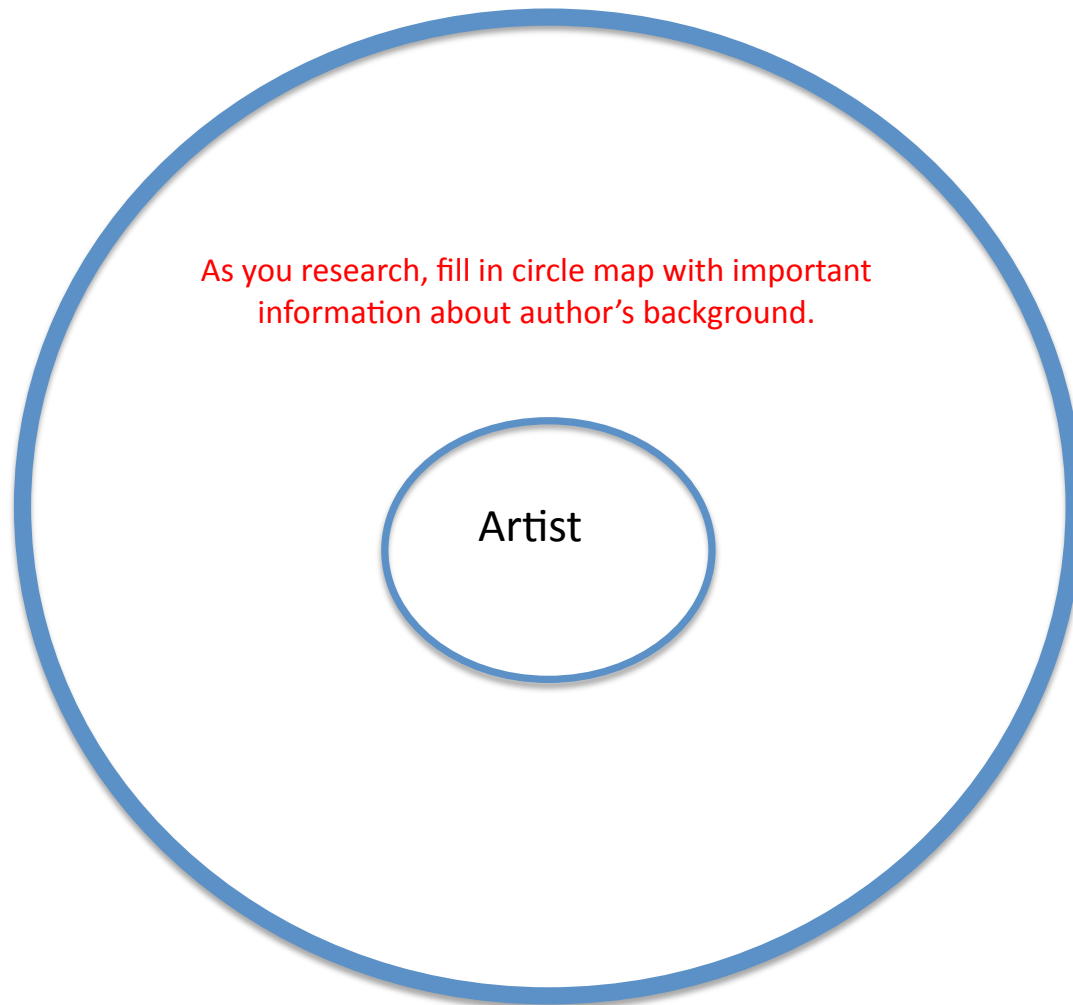 As you research, fill in circle map with important
information about author’s background.
Artist